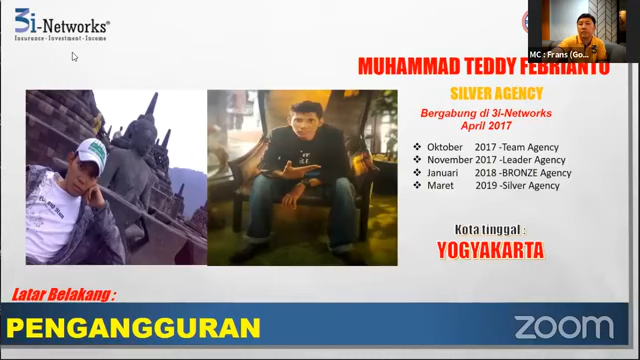 3i-Networks®
Insurance - Investment - Income
MC : Frans (Go...
MUHAMMAD TEDDY FEBRIANTO
SILVER AGENCY
Bergabung di 3I-Networks
April 2017
❖ Oktober 2017 -Team Agency
❖ November 2017 -Leader Agency
❖ Januari 2018 -BRONZE Agency
❖ Maret 2019 -Silver Agency
Kota tinggal :
YOGYAKARTA
Latar Belakang :
PENGANGGURAN
zoom